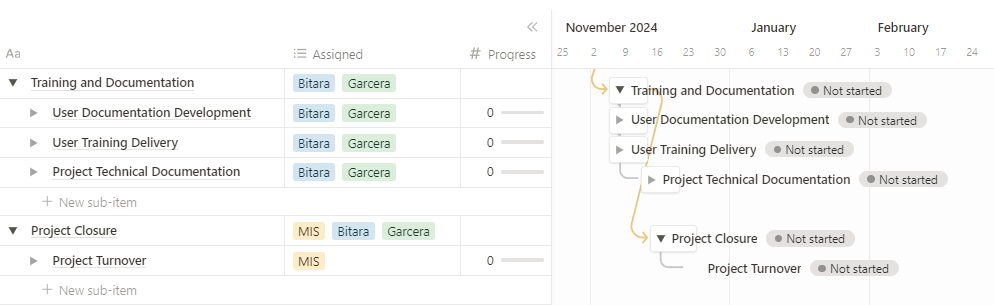 November 2024 January February
Aa Assigned Progress
25 2 9 16 23 30 6 13 20 27 3 10 17 24
Training and Documentation Bitara Garcera Training and Documentation Not started
User Documentation Development Bitara Garcera 0 User Documentation Development Not started
User Training Delivery Bitara Garcera 0 User Training Delivery Not started
Project Technical Documentation Bitara Garcera 0 Project Technical Documentation Not started
+ New sub-item
Project Closure MIS Bitara Garcera Project Closure Not started
Project Turnover MIS 0 Project Turnover Not started
+ New sub-item